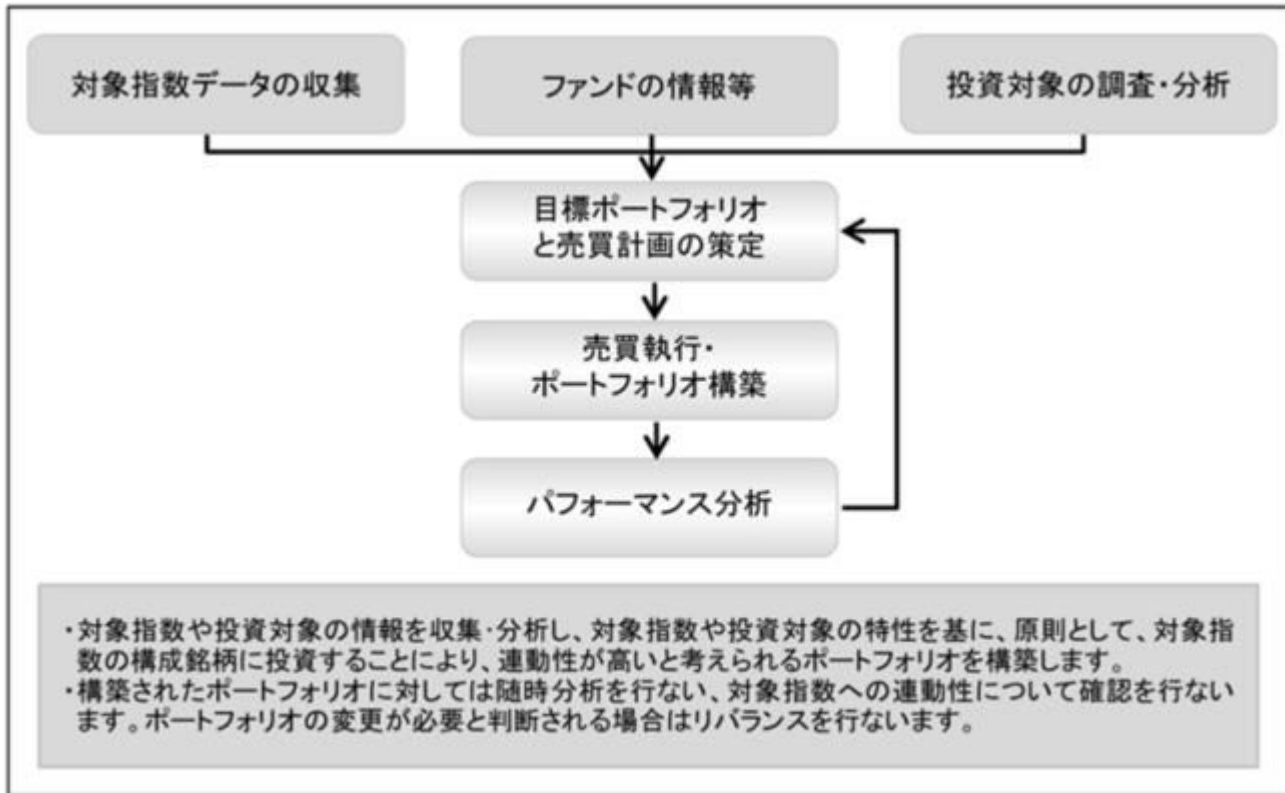 対象指数データの収集
ファンドの情報等
投資対象の調査・分析
目標ポートフォリオ
と売買計画の策定
売買執行・
ポートフォリオ構築
パフォーマンス分析
・対象指数や投資対象の情報を収集・分析し、対象指数や投資対象の特性を基に、原則として、対象指
数の構成銘柄に投資することにより、連動性が高いと考えられるポートフォリオを構築します。
・構築されたポートフォリオに対しては随時分析を行ない、対象指数への連動性について確認を行ない
ます。ポートフォリオの変更が必要と判断される場合はリバランスを行ないます。